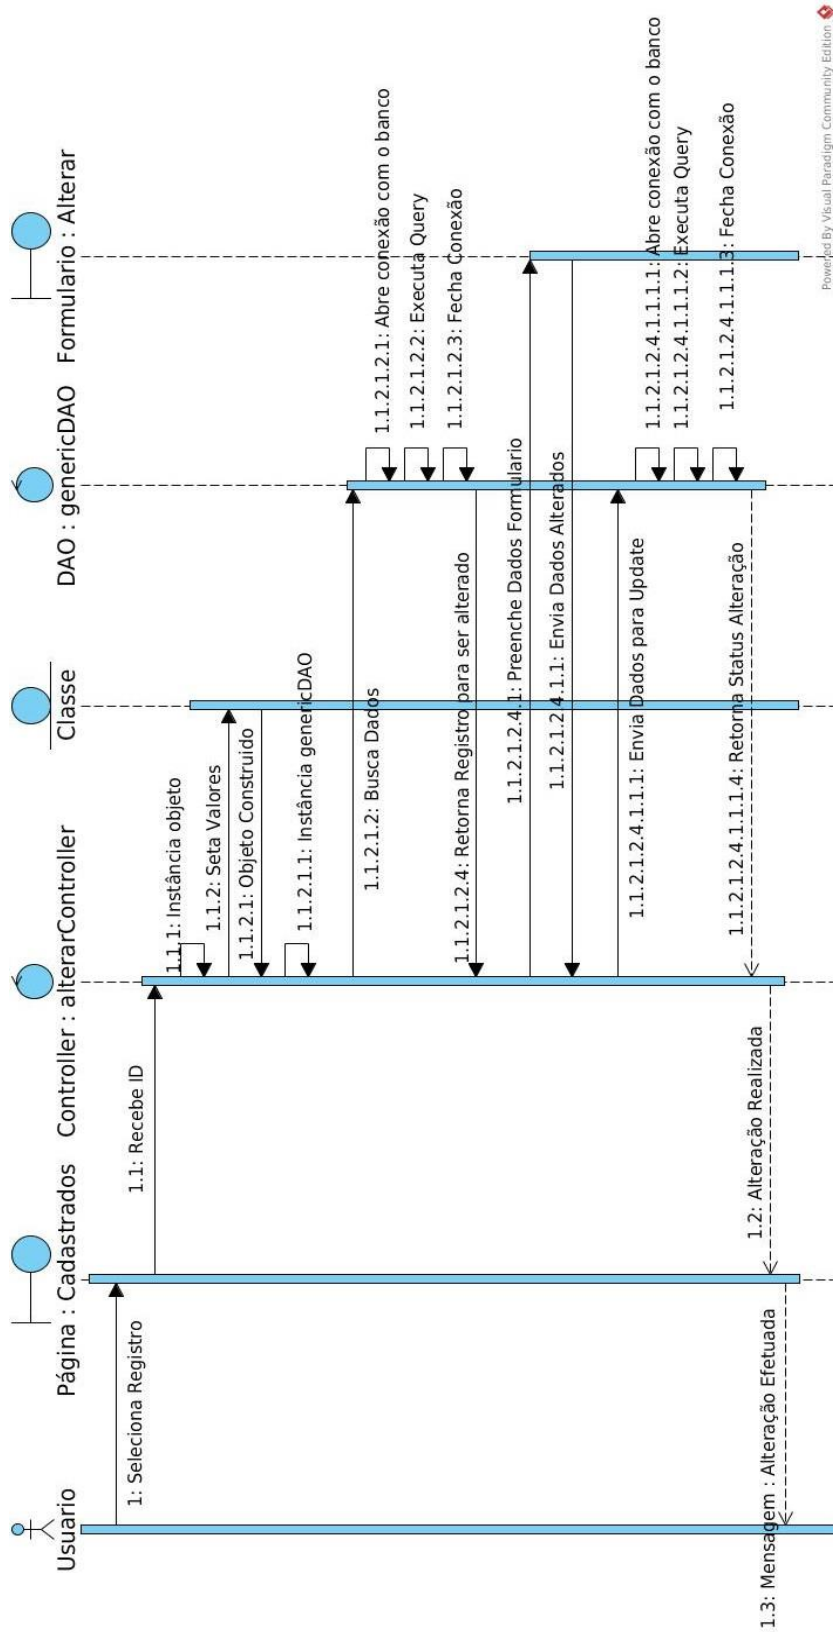 Usuario
Página : Cadastrados
Controller : alterarController
Classe
DAO : genericDAO
Formulario : Alterar
1: Seleciona Registro
1.1: Recebe ID
1.1.1: Instância objeto
1.1.2: Seta Valores
1.1.2.1: Objeto Construido
1.1.2.1.1: Instância genericDAO
1.1.2.1.2: Busca Dados
1.1.2.1.2.1: Abre conexão com o banco
1.1.2.1.2.2: Executa Query
1.1.2.1.2.3: Fecha Conexão
1.1.2.1.2.4: Retorna Registro para ser alterado
1.1.2.1.2.4.1: Preenche Dados Formulario
1.1.2.1.2.4.1.1: Envia Dados Alterados
1.1.2.1.2.4.1.1.1: Envia Dados para Update
1.1.2.1.2.4.1.1.1.1: Abre conexão com o banco
1.1.2.1.2.4.1.1.1.2: Executa Query
1.1.2.1.2.4.1.1.1.3: Fecha Conexão
1.1.2.1.2.4.1.1.1.4: Retorna Status Alteração
1.2: Alteração Realizada
1.3: Mensagem : Alteração Efetuada
Powered By Visual Paradigm Community Edition